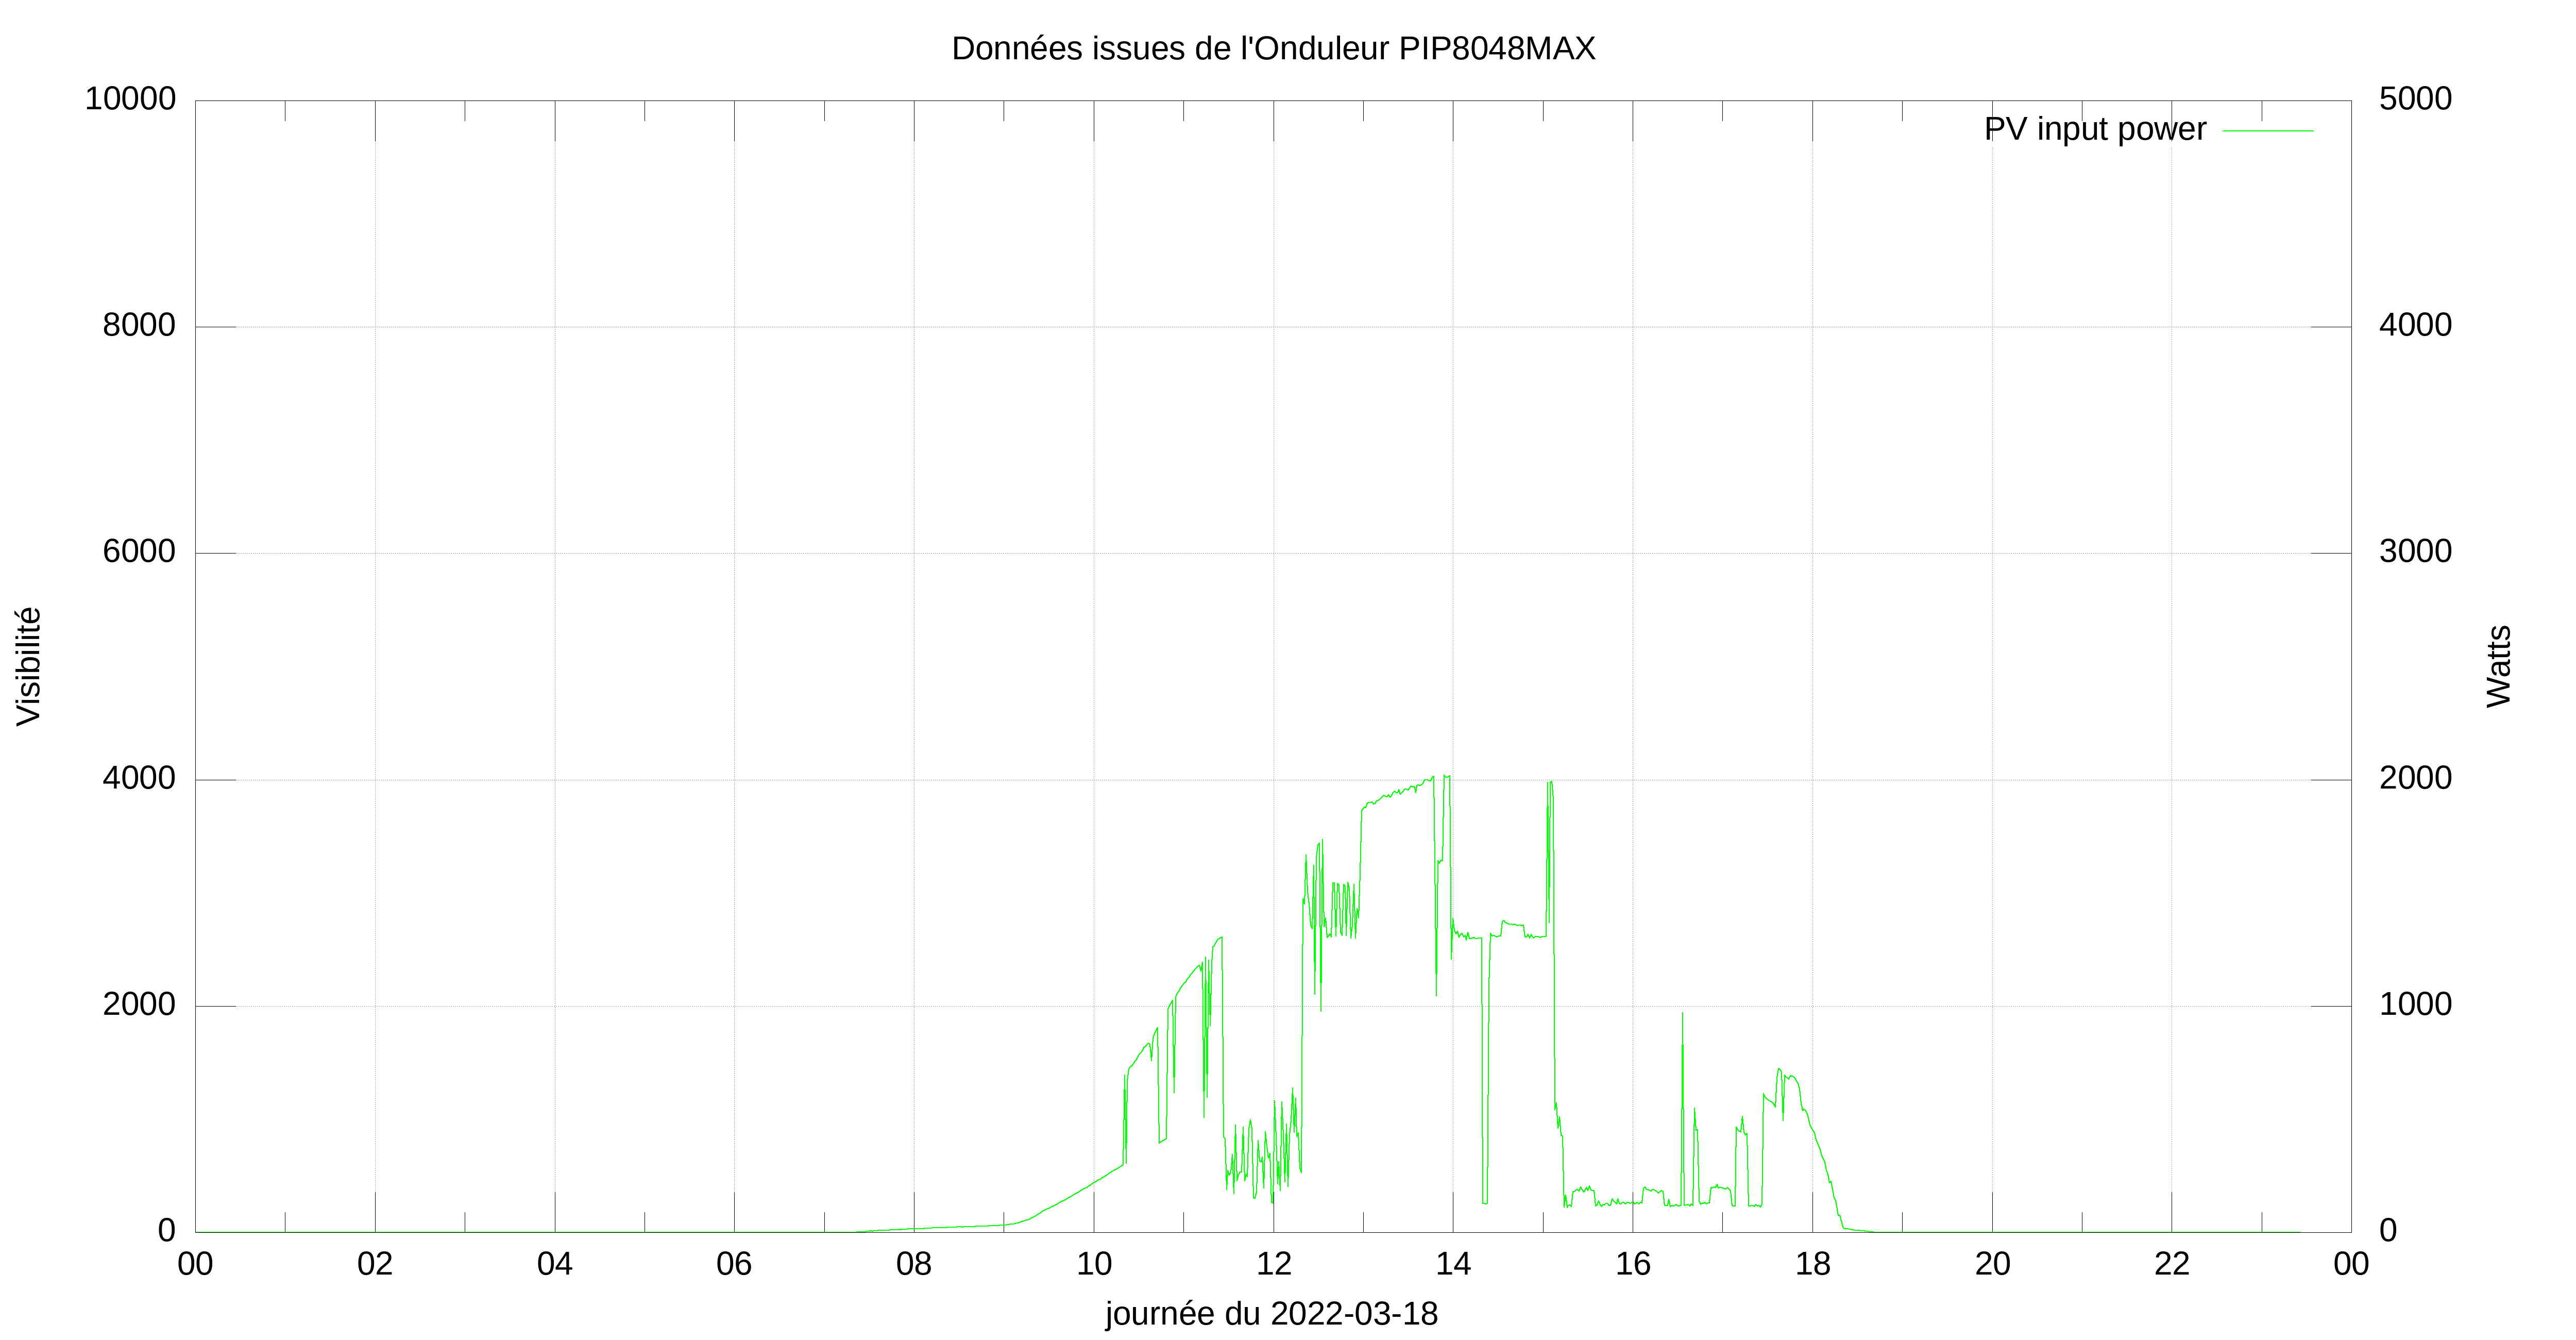 Données issues de l'Onduleur PIP8048MAX
10000 5000
PV input power
8000 4000
6000 3000
Visibilité Watts
4000 2000
2000 1000
0 0
00 02 04 06 08 10 12 14 16 18 20 22 00
journée du 2022-03-18